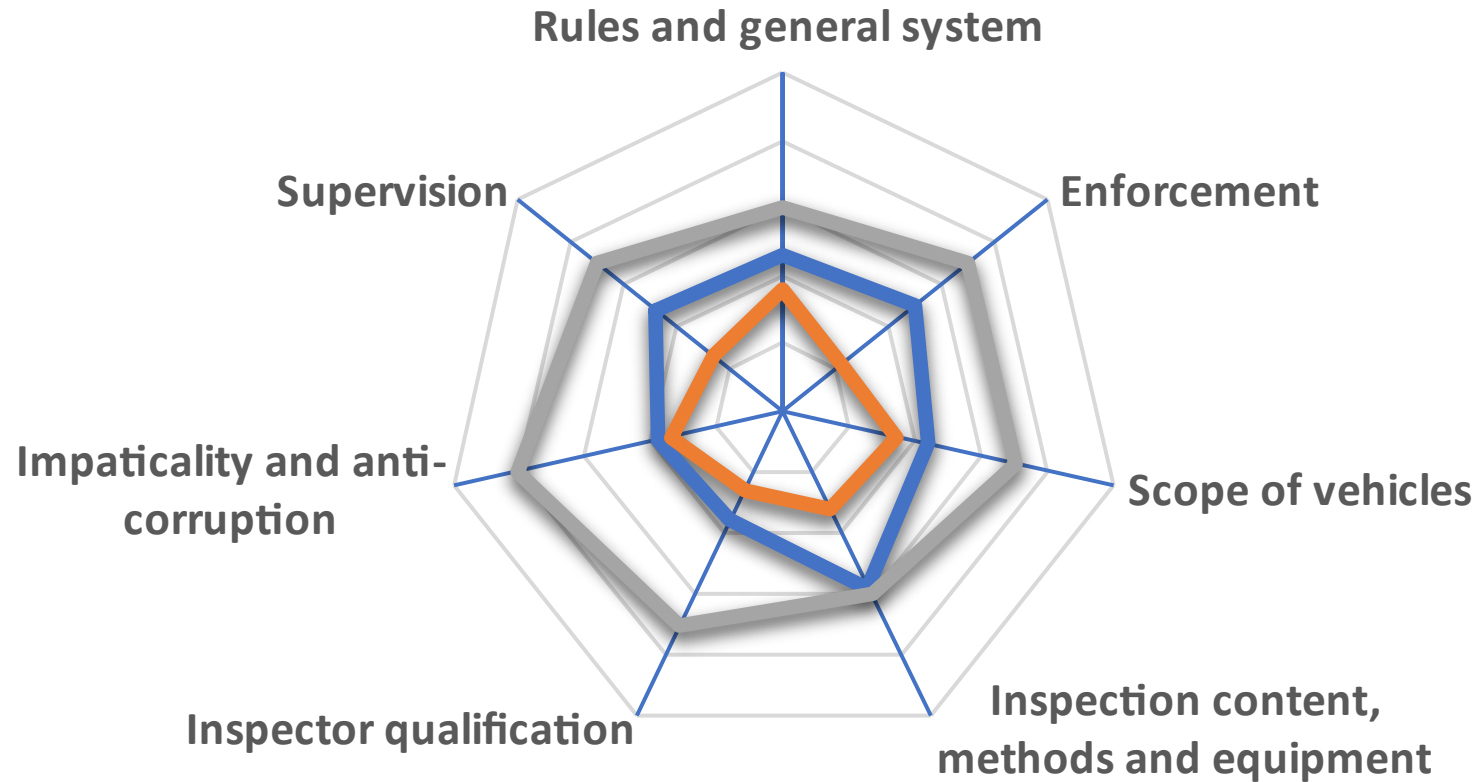 Rules and general system
Supervision
Enforcement
Impaticality and anti-
corruption
Scope of vehicles
Inspector qualification
Inspection content,
methods and equipment